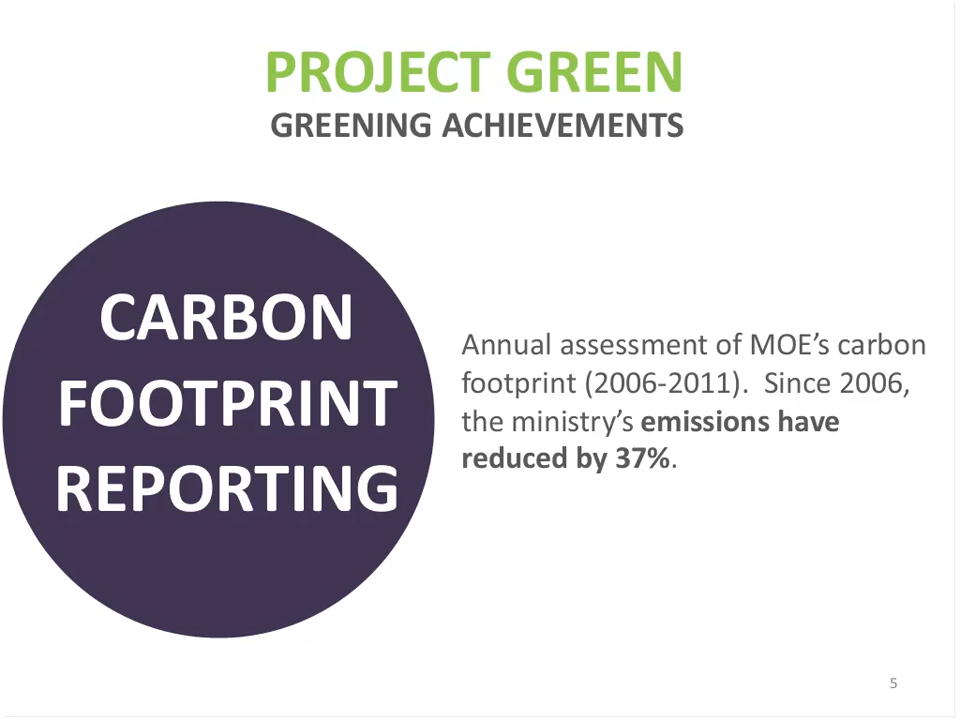 PROJECT GREEN
GREENING ACHIEVEMENTS
CARBON
FOOTPRINT
REPORTING
Annual assessment of MOE’s carbon
footprint (2006-2011).  Since 2006,
the ministry’s emissions have
reduced by 37%.
5